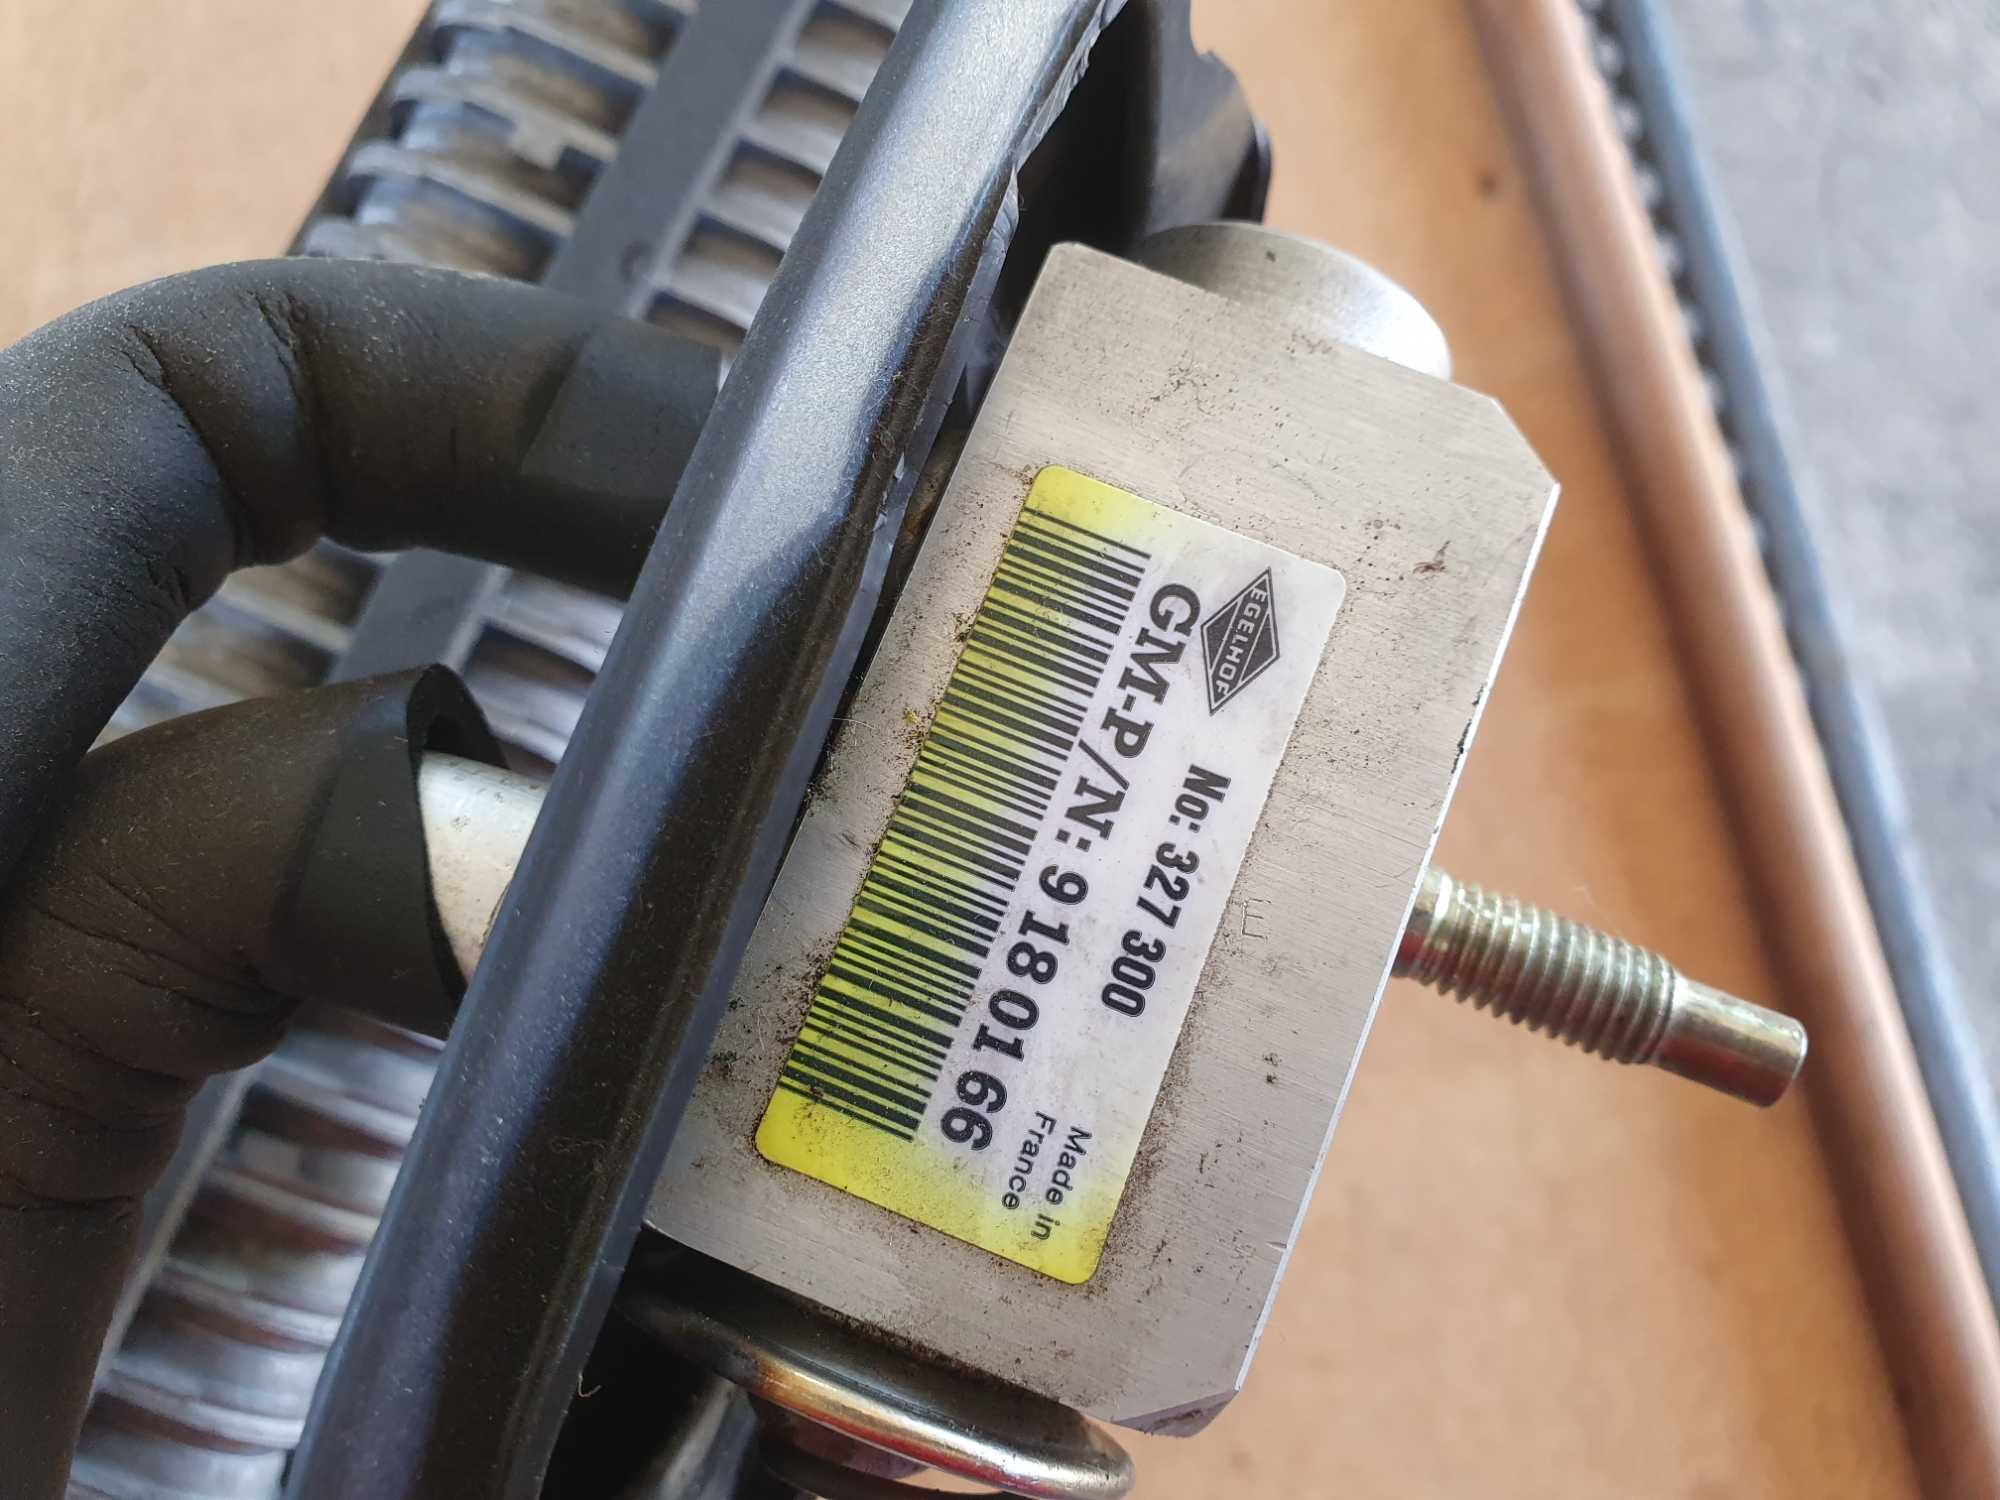 EGELHOF
No: 327 300
GM-P/N: 9 18 01 66
Made in
France
E